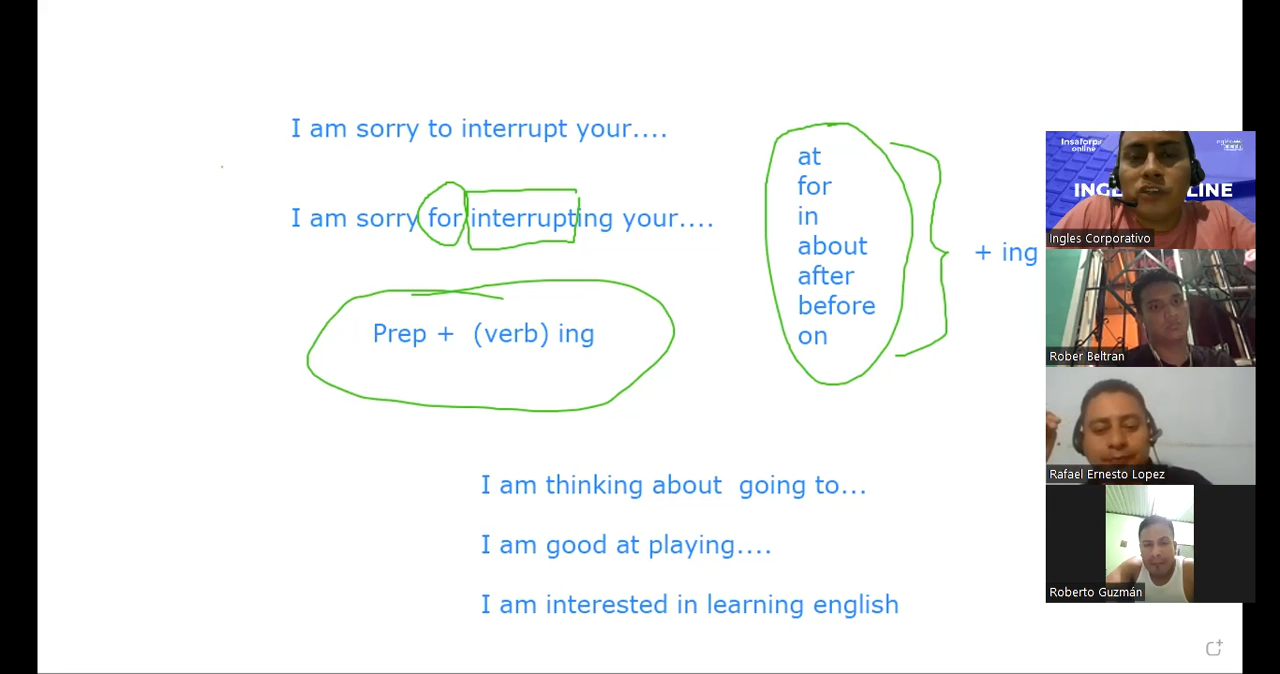 I am sorry to interrupt your....
I am sorry for interrupting your....
Prep + (verb) ing
at
for
in
about
after
before
on
+ ing
I am thinking about going to...
I am good at playing....
I am interested in learning english
Insaforp
online
Ingles Corporativo
Rober Beltran
Rafael Ernesto Lopez
Roberto Guzmán